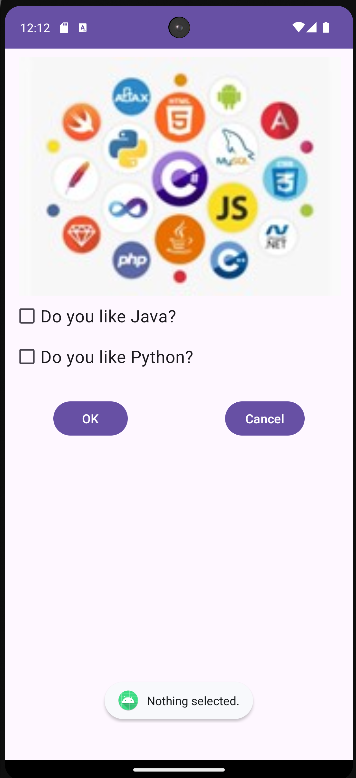 12:12 A
AJAX
HTML
5
A
MySQL
CSS
3
C#
JS
.NET
php
C++
Do you like Java?
Do you like Python?
OK Cancel
Nothing selected.